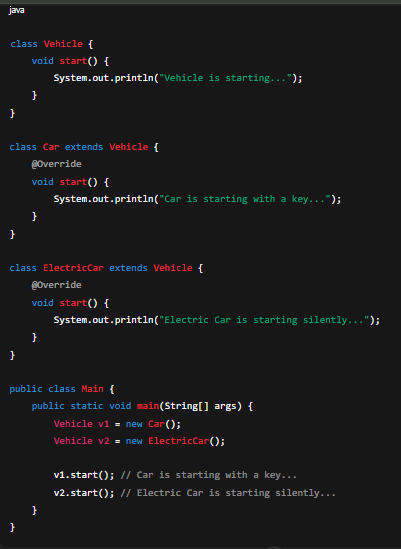 java
class Vehicle {
    void start() {
        System.out.println("Vehicle is starting...");
    }
}
class Car extends Vehicle {
    @Override
    void start() {
        System.out.println("Car is starting with a key...");
    }
}
class ElectricCar extends Vehicle {
    @Override
    void start() {
        System.out.println("Electric Car is starting silently...");
    }
}
public class Main {
    public static void main(String[] args) {
        Vehicle v1 = new Car();
        Vehicle v2 = new ElectricCar();
        v1.start(); // Car is starting with a key...
        v2.start(); // Electric Car is starting silently...
    }
}